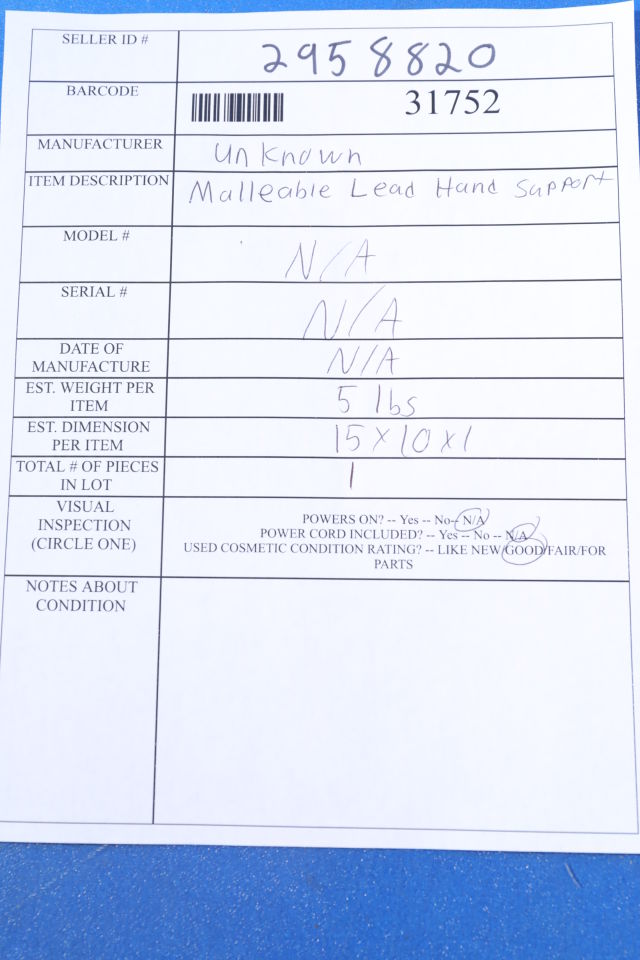 SELLER ID # 2958820
BARCODE 31752
MANUFACTURER Unknown
ITEM DESCRIPTION Malleable Lead Hand Support
MODEL # N/A
SERIAL # N/A
DATE OF
MANUFACTURE N/A
EST. WEIGHT PER
ITEM 5 lbs
EST. DIMENSION
PER ITEM 15 x 10 x 1
TOTAL # OF PIECES
IN LOT 1
VISUAL
INSPECTION
(CIRCLE ONE)
POWERS ON? -- Yes -- No-- N/A
POWER CORD INCLUDED? -- Yes -- No -- N/A
USED COSMETIC CONDITION RATING? -- LIKE NEW/GOOD/FAIR/FOR
PARTS
NOTES ABOUT
CONDITION